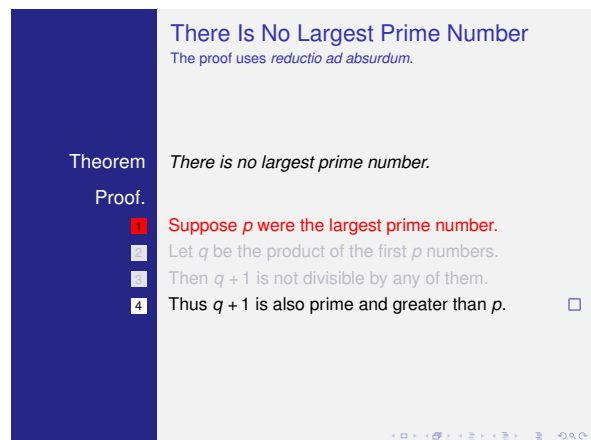 There Is No Largest Prime Number
The proof uses reductio ad absurdum.
Theorem There is no largest prime number.
Proof.
1 Suppose p were the largest prime number.
2 Let q be the product of the first p numbers.
3 Then q + 1 is not divisible by any of them.
4 Thus q + 1 is also prime and greater than p.